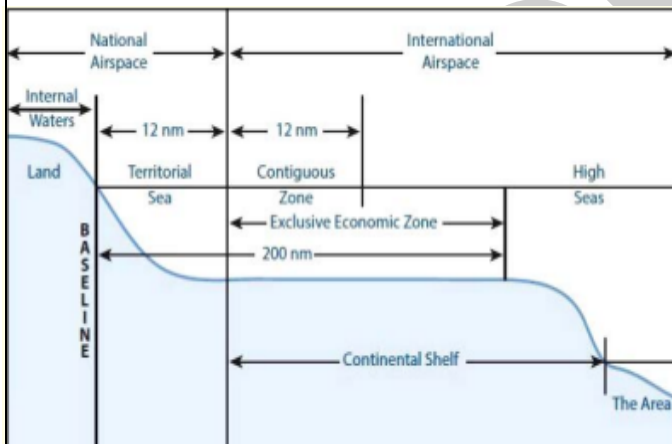 National
Airspace
International
Airspace
Internal
Waters
12 nm
12 nm
Land
Territorial
Sea
Contiguous
Zone
High
Seas
Exclusive Economic Zone
200 nm
BASELINE
Continental Shelf
The Area